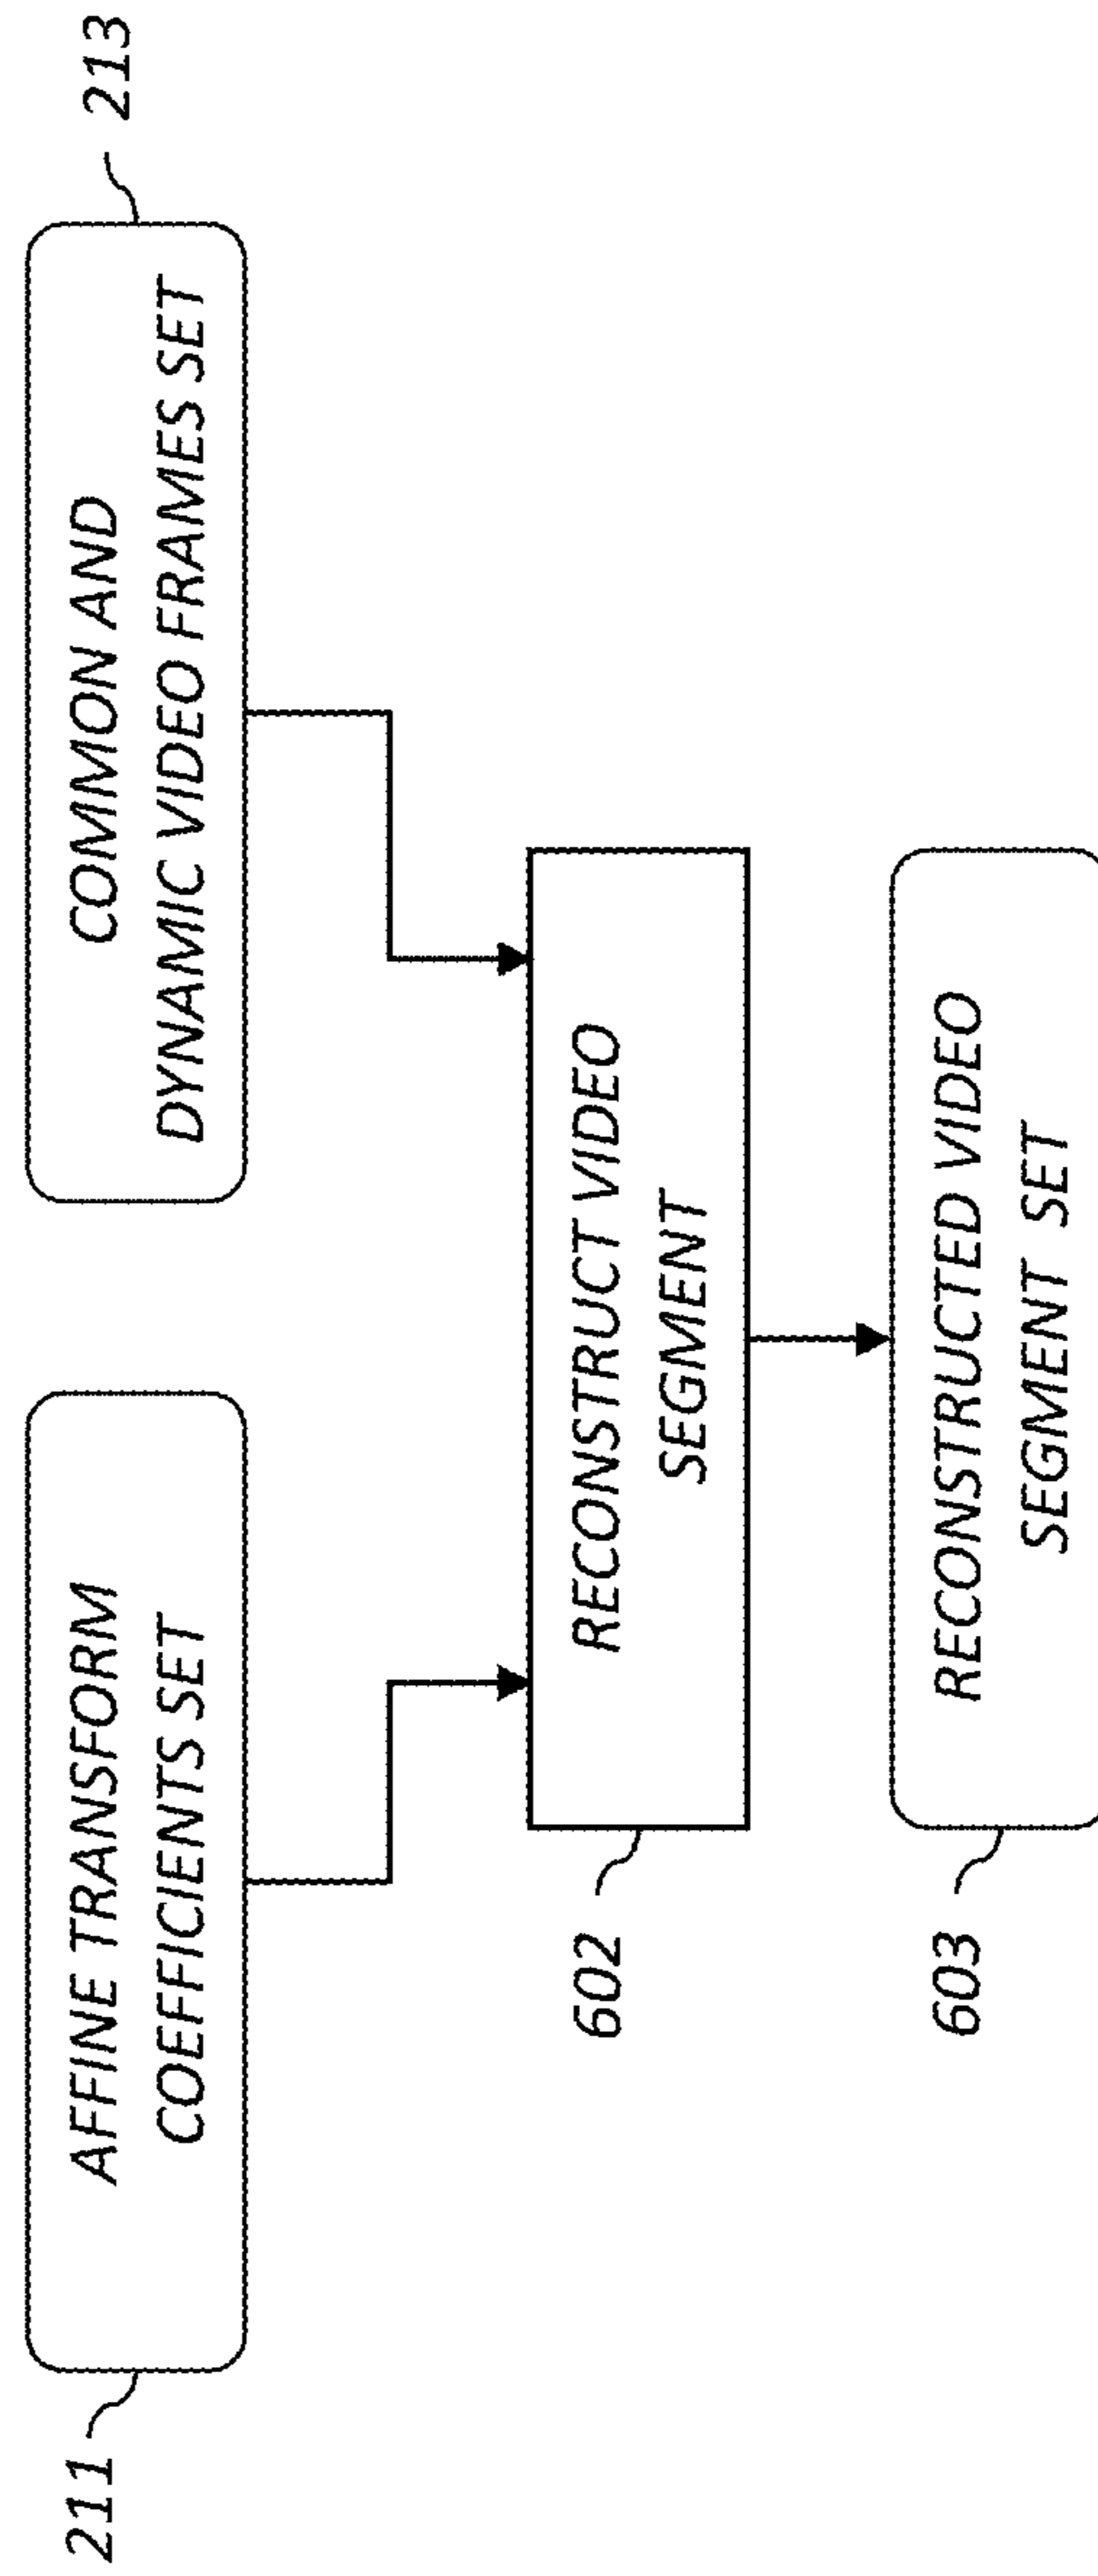 211
AFFINE TRANSFORM
COEFFICIENTS SET
COMMON AND
DYNAMIC VIDEO FRAMES SET
213
602
RECONSTRUCT VIDEO
SEGMENT
603
RECONSTRUCTED VIDEO
SEGMENT SET